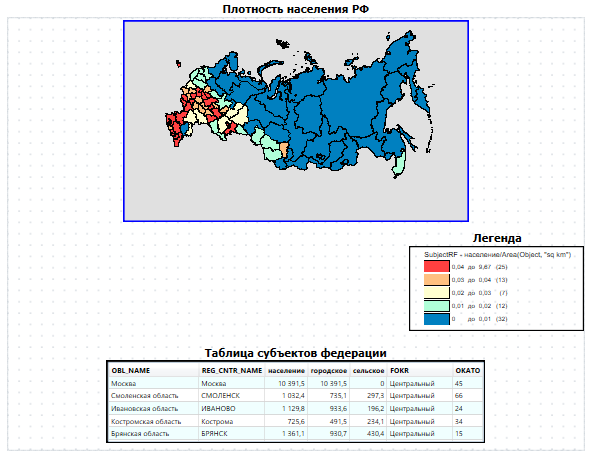 Плотность населения РФ
Легенда
SubjectRF - население/Area(Object, "sq km")
0,04 до 9,67 (25)
0,03 до 0,04 (13)
0,02 до 0,03 (7)
0,01 до 0,02 (12)
0 до 0,01 (32)
Таблица субъектов федерации
OBL_NAME REG_CNTR_NAME население городское сельское FOKR OKATO
Москва Москва 10 391,5 10 391,5 0 Центральный 45
Смоленская область СМОЛЕНСК 1 032,4 735,1 297,3 Центральный 66
Ивановская область ИВАНОВО 1 129,8 933,6 196,2 Центральный 24
Костромская область Кострома 725,6 491,5 234,1 Центральный 34
Брянская область БРЯНСК 1 361,1 930,7 430,4 Центральный 15